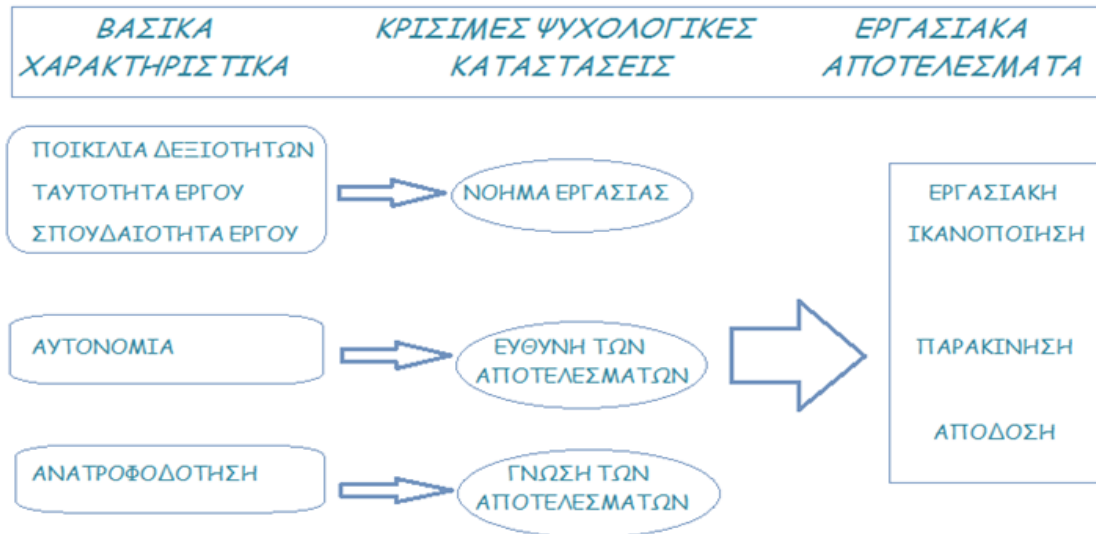 ΒΑΣΙΚΑ
ΧΑΡΑΚΤΗΡΙΣΤΙΚΑ
ΚΡΙΣΙΜΕΣ ΨΥΧΟΛΟΓΙΚΕΣ
ΚΑΤΑΣΤΑΣΕΙΣ
ΕΡΓΑΣΙΑΚΑ
ΑΠΟΤΕΛΕΣΜΑΤΑ
ΠΟΙΚΙΛΙΑ ΔΕΞΙΟΤΗΤΩΝ
ΤΑΥΤΟΤΗΤΑ ΕΡΓΟΥ
ΣΠΟΥΔΑΙΟΤΗΤΑ ΕΡΓΟΥ
ΝΟΗΜΑ ΕΡΓΑΣΙΑΣ
ΑΥΤΟΝΟΜΙΑ
ΕΥΘΥΝΗ ΤΩΝ
ΑΠΟΤΕΛΕΣΜΑΤΩΝ
ΑΝΑΤΡΟΦΟΔΟΤΗΣΗ
ΓΝΩΣΗ ΤΩΝ
ΑΠΟΤΕΛΕΣΜΑΤΩΝ
ΕΡΓΑΣΙΑΚΗ
ΙΚΑΝΟΠΟΙΗΣΗ
ΠΑΡΑΚΙΝΗΣΗ
ΑΠΟΔΟΣΗ